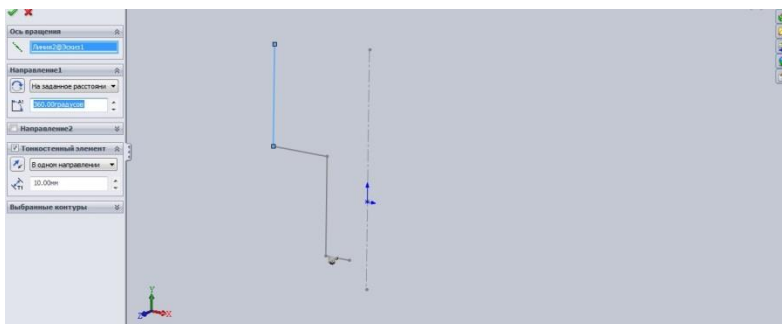 Ось вращения
Линия2@Эскиз1
Направление1
На заданное расстояни
360.00градусов
Направление2
Тонкостенный элемент
В одном направлении
T1
10.00мм
Выбранные контуры
Y
Z
X